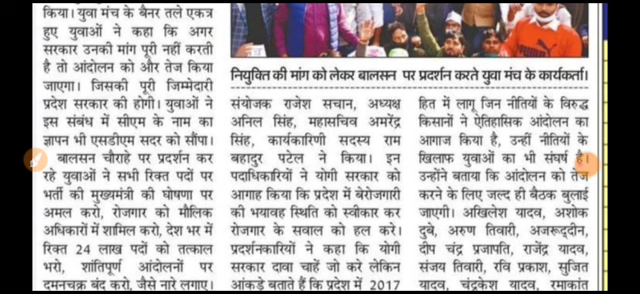 किया। युवा मंच के बैनर तले एकत्र
हुए युवाओं ने कहा कि अगर
सरकार उनकी मांग पूरी नहीं करती
है तो आंदोलन को और तेज किया
जाएगा। जिसकी पूरी जिम्मेदारी
प्रदेश सरकार की होगी। युवाओं ने
इस संबंध में सीएम के नाम का
ज्ञापन भी एसडीएम सदर को सौंपा।
बालसन चौराहे पर प्रदर्शन कर
रहे युवाओं ने सभी रिक्त पदों पर
भर्ती की मुख्यमंत्री की घोषणा पर
अमल करो, रोजगार को मौलिक
अधिकारों में शामिल करो, देश भर में
रिक्त 24 लाख पदों को तत्काल
भरो, शांतिपूर्ण आंदोलनों पर
दमनचक्र बंद करो, जैसे नारे लगाए।
नियुक्ति की मांग को लेकर बालसन पर प्रदर्शन करते युवा मंच के कार्यकर्ता।
संयोजक राजेश सचान, अध्यक्ष
अनिल सिंह, महासचिव अमरेंद्र
सिंह, कार्यकारिणी सदस्य राम
बहादुर पटेल ने किया। इन
पदाधिकारियों ने योगी सरकार को
आगाह किया कि प्रदेश में बेरोजगारी
की भयावह स्थिति को स्वीकार कर
रोजगार के सवाल को हल करे।
प्रदर्शनकारियों ने कहा कि योगी
सरकार दावा चाहें जो करे लेकिन
आंकड़े बताते हैं कि प्रदेश में 2017
हित में लागू जिन नीतियों के विरुद्ध
किसानों ने ऐतिहासिक आंदोलन का
आगाज किया है, उन्हीं नीतियों के
खिलाफ युवाओं का भी संघर्ष है।
उन्होंने बताया कि आंदोलन को तेज
करने के लिए जल्द ही बैठक बुलाई
जाएगी। अखिलेश यादव, अशोक
दुबे, अरुण तिवारी, अजरूद्दीन,
दीप चंद्र प्रजापति, राजेंद्र यादव,
संजय तिवारी, रवि प्रकाश, सुजित
यादव, चंद्रकेश यादव, रमाकांत